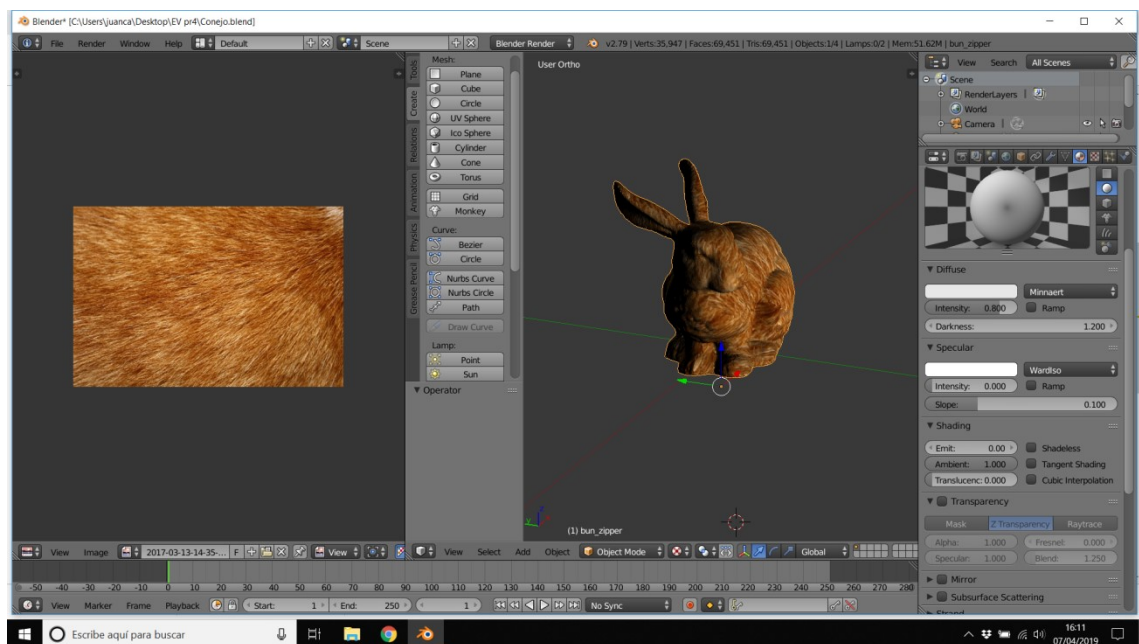 Blender* [C:\Users\juanca\Desktop\EV pr4\Conejo.blend]
File Render Window Help Default Scene Blender Render v2.79 | Verts:35,947 | Faces:69,451 | Tris:69,451 | Objects:1/4 | Lamps:0/2 | Mem:51.62M | bun_zipper
Tools
Create
Relations
Animation
Physics
Grease Pencil
Mesh:
Plane
Cube
Circle
UV Sphere
Ico Sphere
Cylinder
Cone
Torus
Grid
Monkey
Curve:
Bezier
Circle
Nurbs Curve
Nurbs Circle
Path
Draw Curve
Lamp:
Point
Sun
Operator
User Ortho
(1) bun_zipper
View Search All Scenes
Scene
RenderLayers |
World
Camera |
Diffuse
Minnaert
Intensity: 0.800 Ramp
Darkness: 1.200
Specular
WardIso
Intensity: 0.000 Ramp
Slope: 0.100
Shading
Emit: 0.00 Shadeless
Ambient: 1.000 Tangent Shading
Translucenc: 0.000 Cubic Interpolation
Transparency
Mask Z Transparency Raytrace
Alpha: 1.000 Fresnel: 0.000
Specular: 1.000 Blend: 1.250
Mirror
Subsurface Scattering
Strand
View Image 2017-03-13-14-35-... F View
View Select Add Object Object Mode Global
-50 -40 -30 -20 -10 0 10 20 30 40 50 60 70 80 90 100 110 120 130 140 150 160 170 180 190 200 210 220 230 240 250 260 270 280
View Marker Frame Playback Start: 1 End: 250 1 No Sync
Escribe aquí para buscar
16:11
07/04/2019